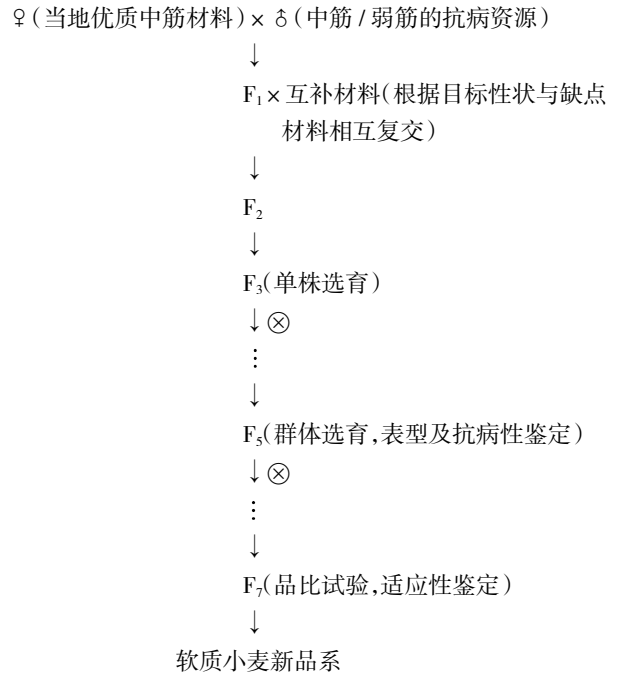 ♀(当地优质中筋材料)× ♂(中筋 / 弱筋的抗病资源)
↓
F₁× 互补材料(根据目标性状与缺点
材料相互复交)
↓
F₂
↓
F₃(单株选育)
↓⊗
⋮
↓
F₅(群体选育,表型及抗病性鉴定)
↓⊗
⋮
↓
F₇(品比试验,适应性鉴定)
↓
软质小麦新品系